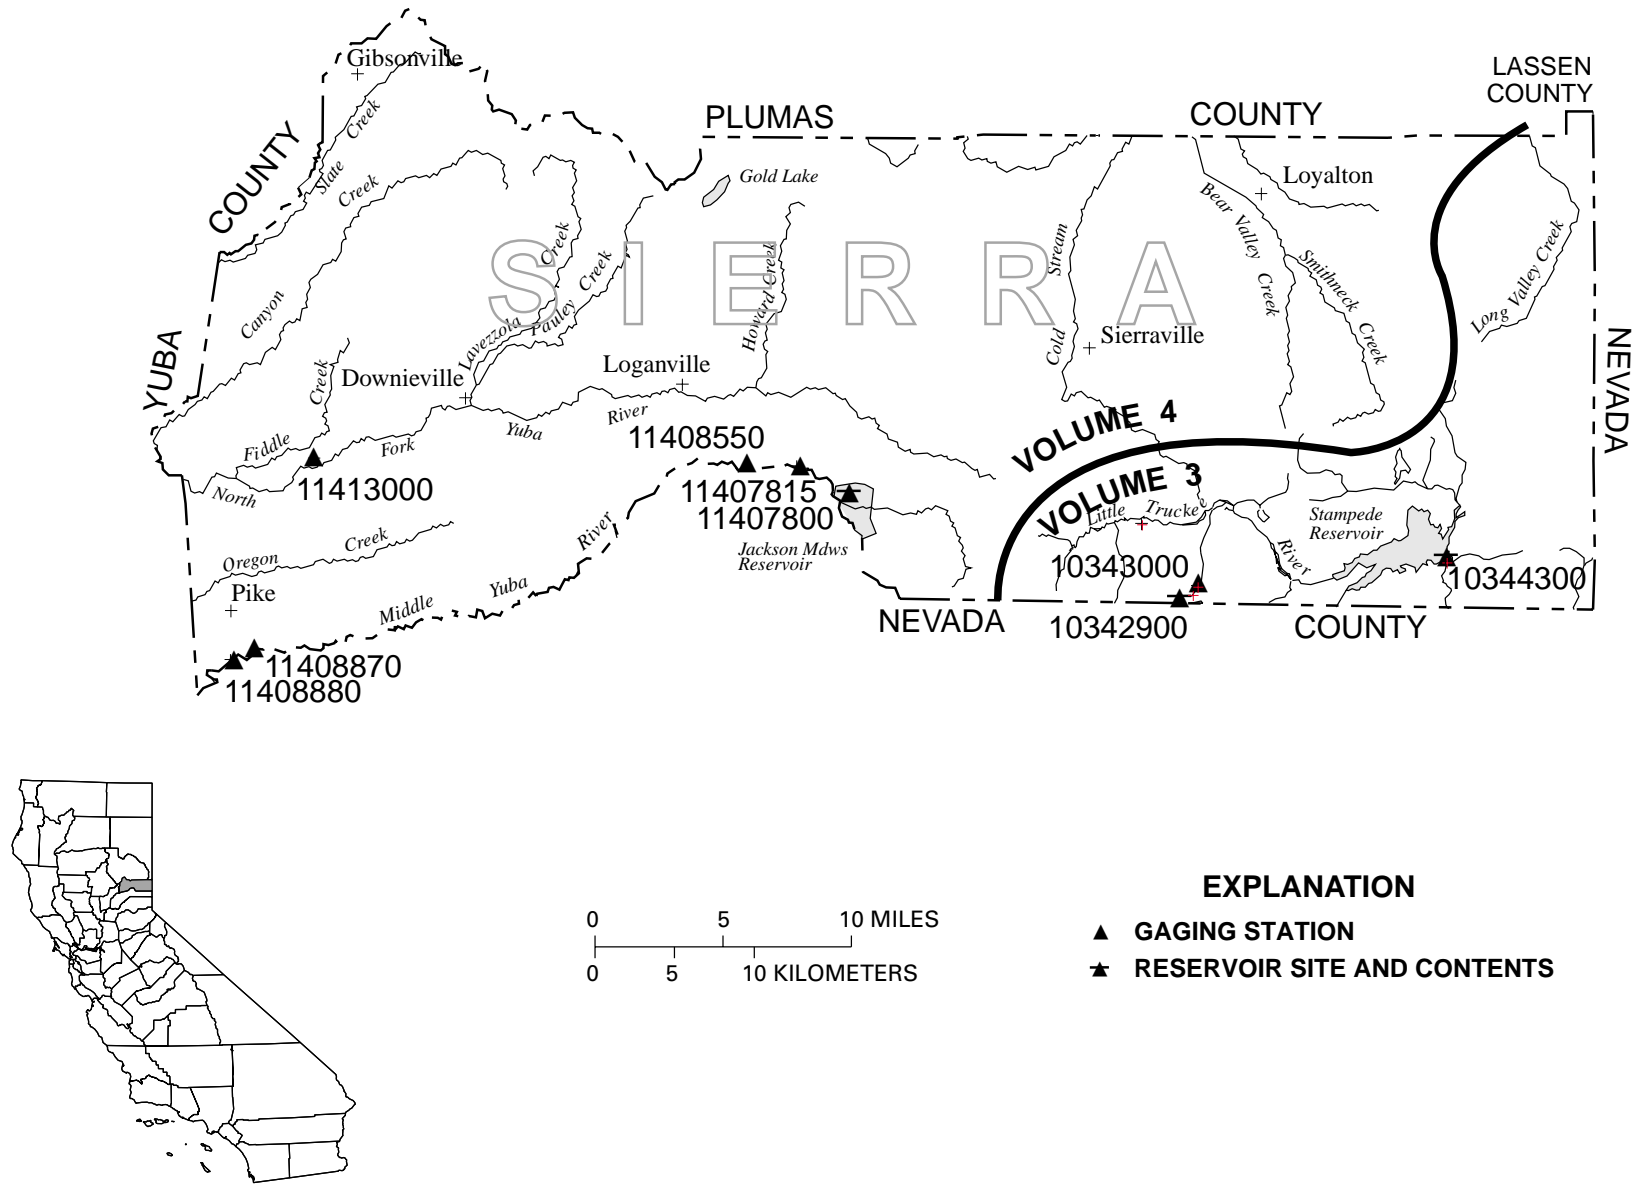 LASSEN
COUNTY
Gibsonville
PLUMAS
COUNTY
COUNTY
Slate Creek
Canyon Creek
Gold Lake
Loyalton
Bear Valley Creek
Smithneck Creek
Long Valley Creek
SIERRA
Lavezzola Creek
Pauley Creek
Howard Creek
Cold Stream
Sierraville
YUBA
NEVADA
Creek
Downieville
Loganville
Fiddle
North Fork Yuba River
11413000
11408550
11407815
11407800
VOLUME 4
VOLUME 3
Little Truckee
River
Stampede
Reservoir
Jackson Mdws
Reservoir
Oregon Creek
Pike
Middle Yuba River
10343000
10344300
10342900
NEVADA
COUNTY
11408870
11408880
0 5 10 MILES
0 5 10 KILOMETERS
EXPLANATION
GAGING STATION
RESERVOIR SITE AND CONTENTS